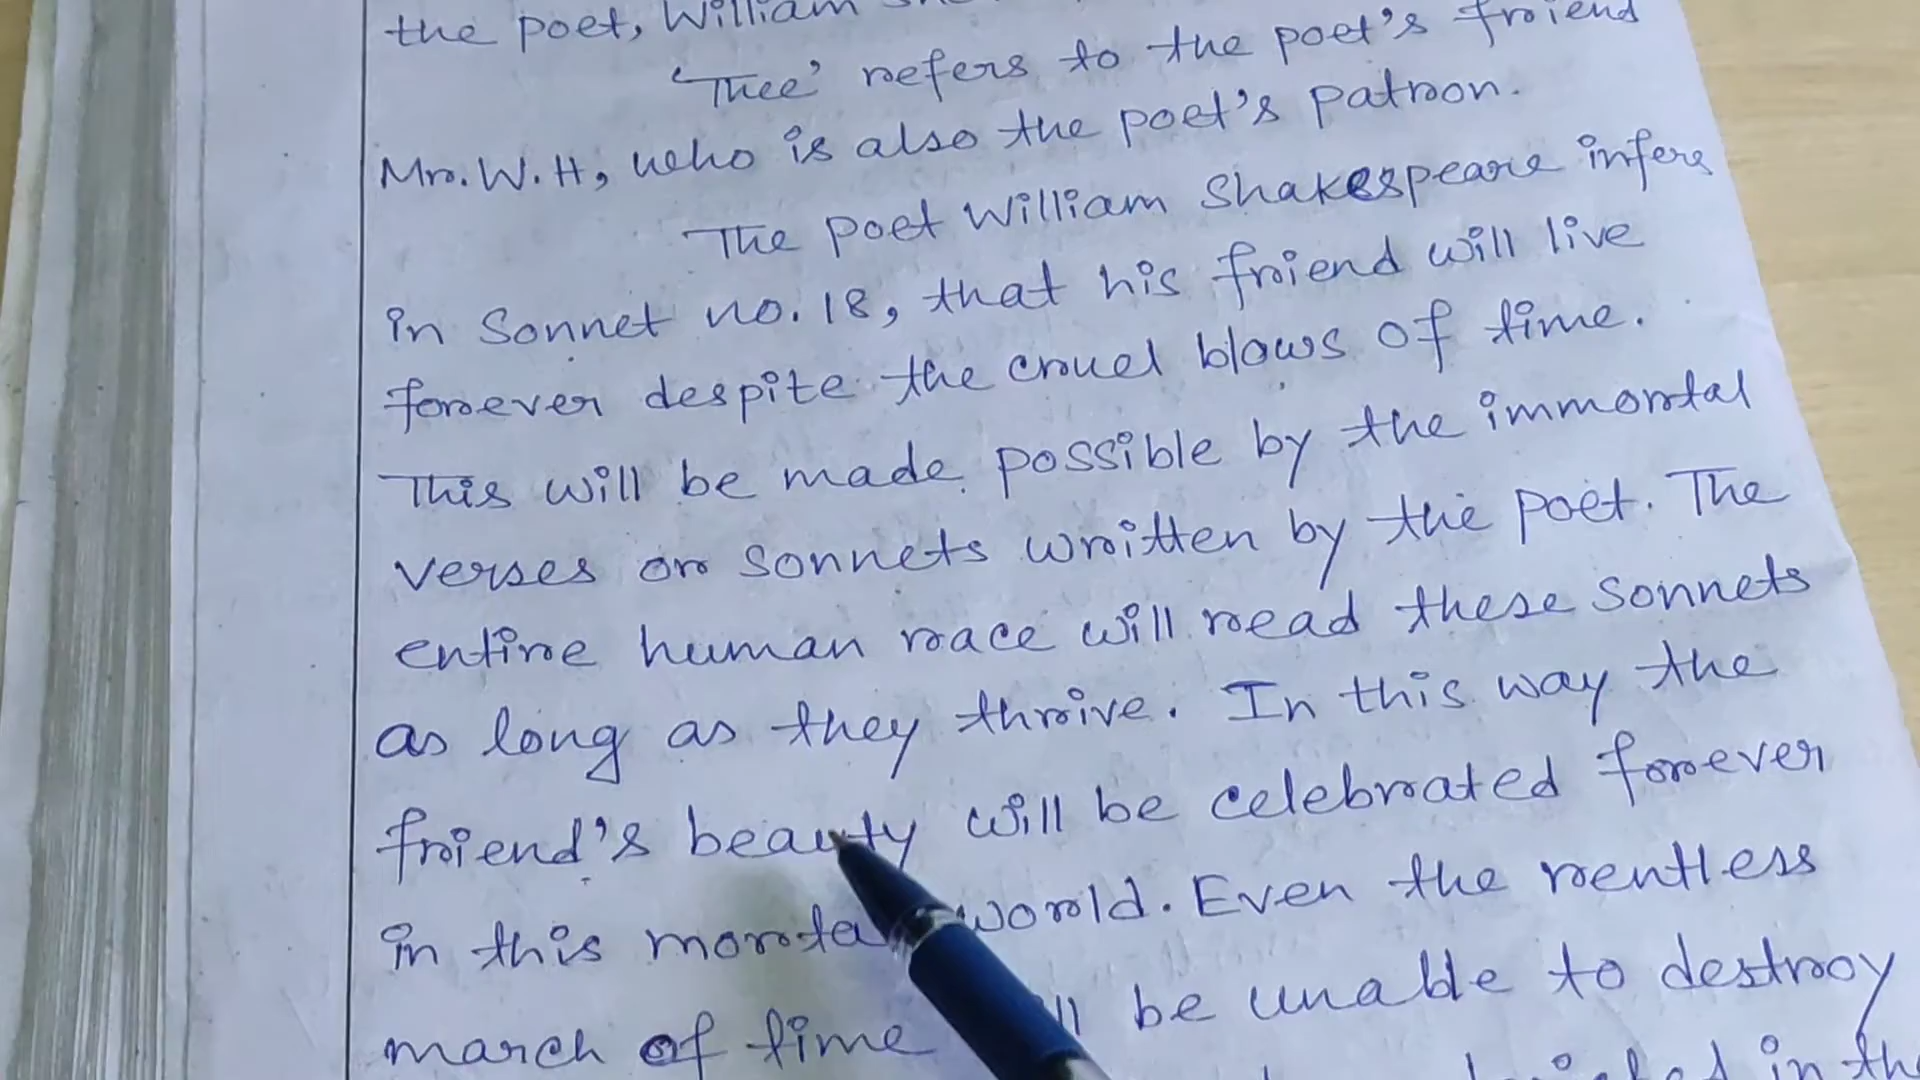 the poet, William
'Thee' refers to the poet's friend
Mr. W.H, who is also the poet's patron.
The poet William Shakespeare infers
in Sonnet no. 18, that his friend will live
forever despite the cruel blows of time.
This will be made possible by the immortal
verses or sonnets written by the poet. The
entire human race will read these sonnets
as long as they thrive. In this way the
friend's beauty will be celebrated forever
in this mortal world. Even the rentless
march of time be unable to destroy
in the